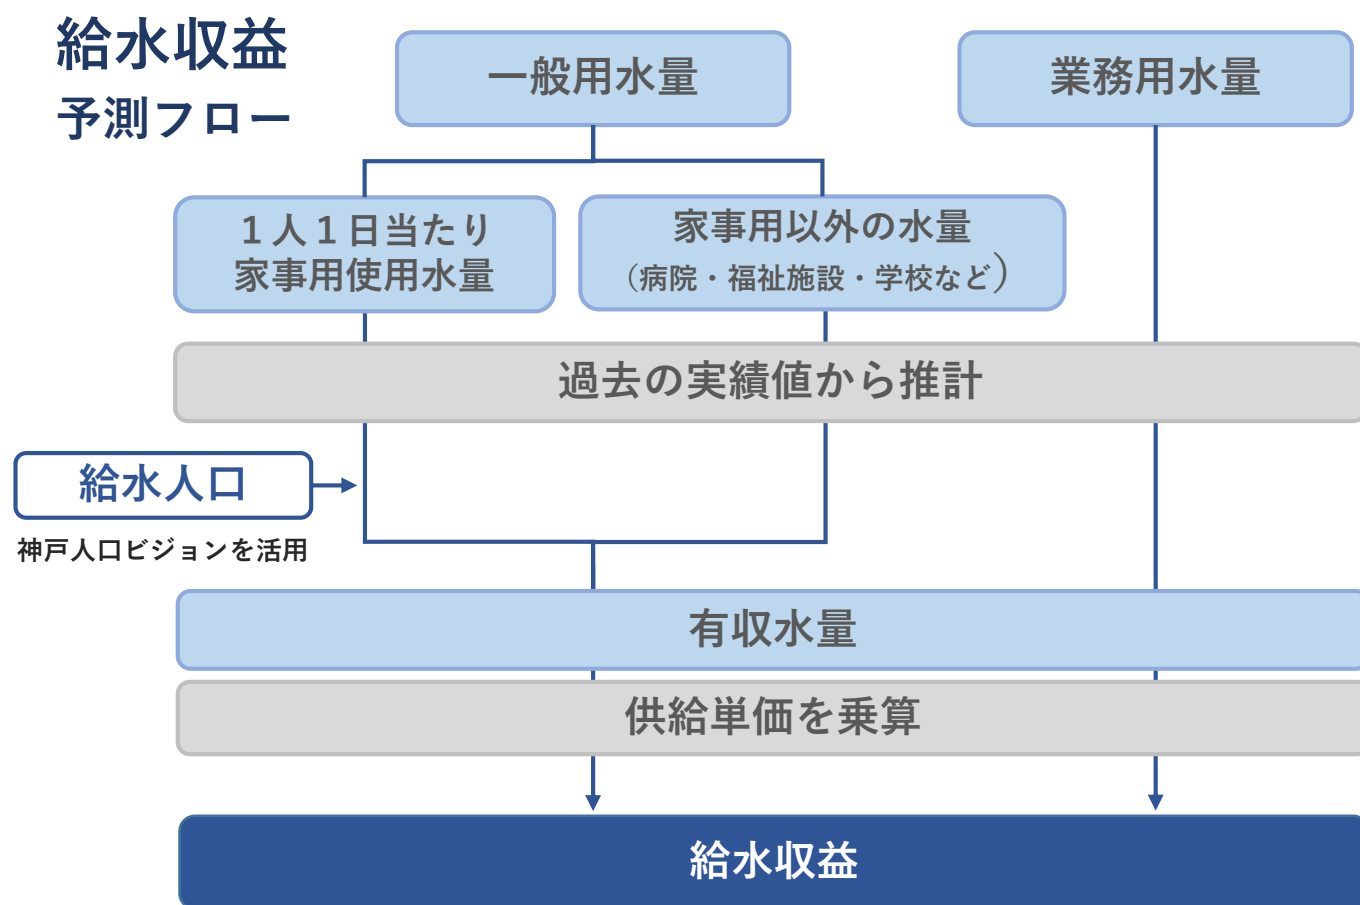 給水収益
予測フロー
一般用水量
業務用水量
１人１日当たり
家事用使用水量
家事用以外の水量
（病院・福祉施設・学校など）
過去の実績値から推計
給水人口
神戸人口ビジョンを活用
有収水量
供給単価を乗算
給水収益